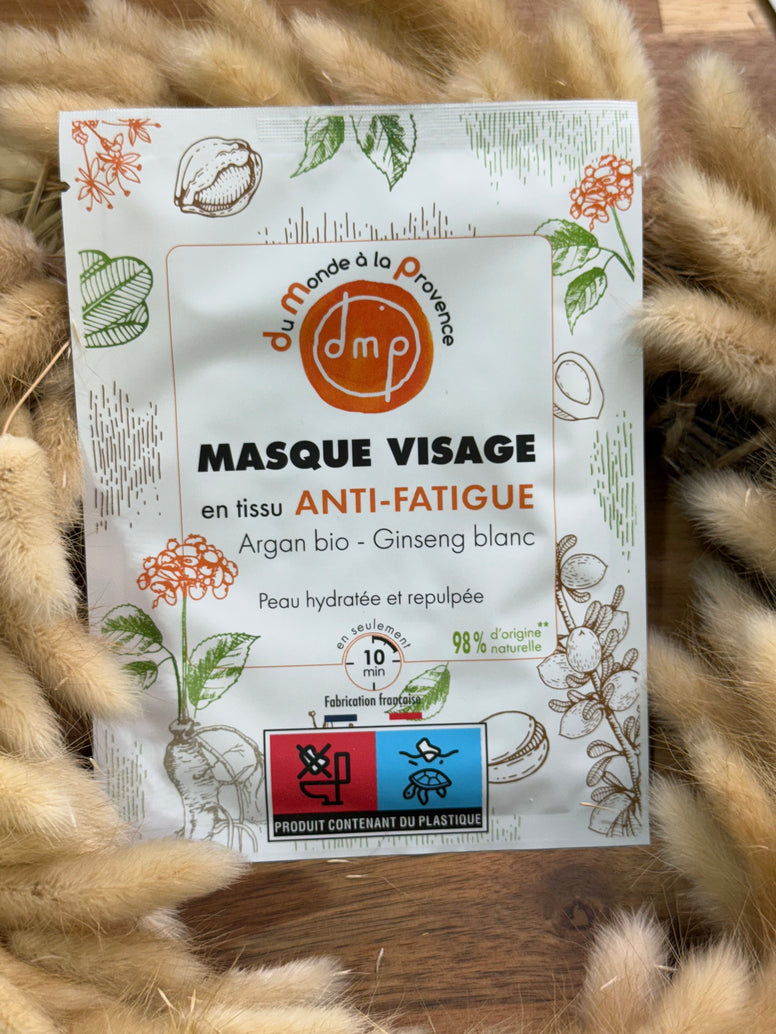 du Monde à la Provence
dmp
MASQUE VISAGE
en tissu ANTI-FATIGUE
Argan bio - Ginseng blanc
Peau hydratée et repulpée
en seulement
10
min
98% d'origine**
naturelle
Fabrication française
PRODUIT CONTENANT DU PLASTIQUE